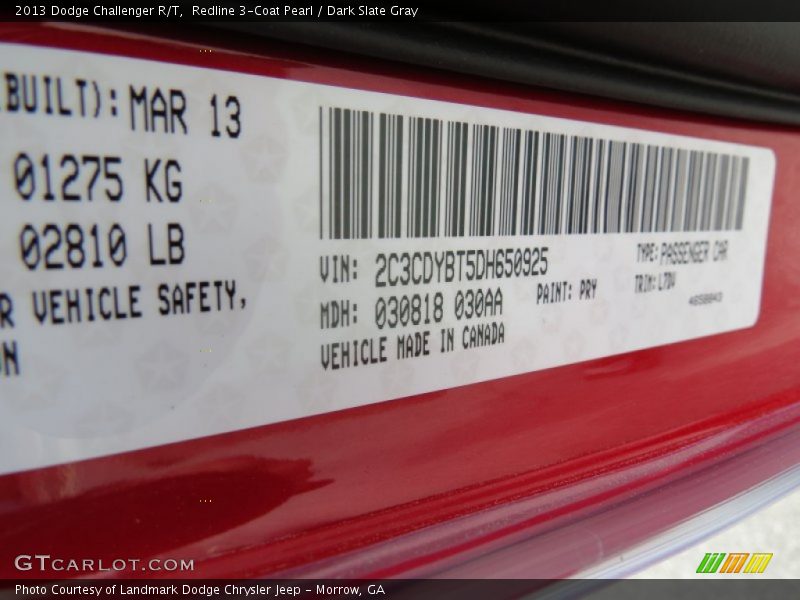 2013 Dodge Challenger R/T, Redline 3-Coat Pearl / Dark Slate Gray
BUILT): MAR 13
01275 KG
02810 LB
R VEHICLE SAFETY,
VIN: 2C3CDYBT5DH650925
MDH: 030818 030AA
VEHICLE MADE IN CANADA
PAINT: PRY
TYPE: PASSENGER CAR
TRIM: L7DV
GTCARLOT.COM
Photo Courtesy of Landmark Dodge Chrysler Jeep - Morrow, GA